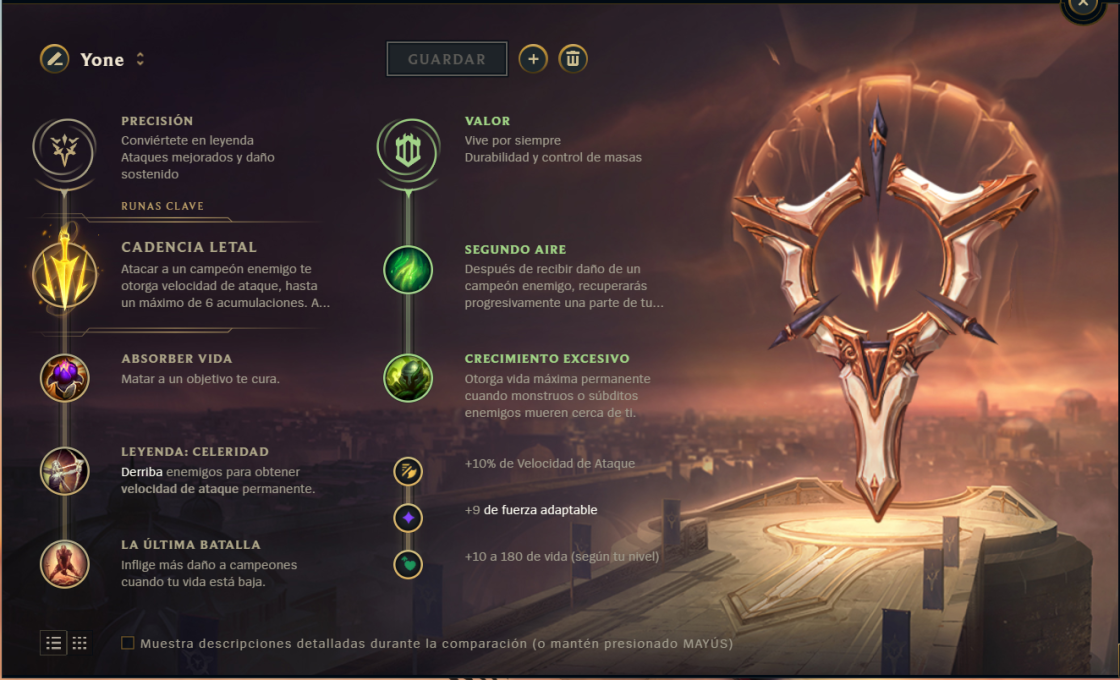 Yone
GUARDAR
PRECISIÓN
Conviértete en leyenda
Ataques mejorados y daño
sostenido
RUNAS CLAVE
CADENCIA LETAL
Atacar a un campeón enemigo te
otorga velocidad de ataque, hasta
un máximo de 6 acumulaciones. A...
ABSORBER VIDA
Matar a un objetivo te cura.
LEYENDA: CELERIDAD
Derriba enemigos para obtener
velocidad de ataque permanente.
LA ÚLTIMA BATALLA
Inflige más daño a campeones
cuando tu vida está baja.
VALOR
Vive por siempre
Durabilidad y control de masas
SEGUNDO AIRE
Después de recibir daño de un
campeón enemigo, recuperarás
progresivamente una parte de tu...
CRECIMIENTO EXCESIVO
Otorga vida máxima permanente
cuando monstruos o súbditos
enemigos mueren cerca de ti.
+10% de Velocidad de Ataque
+9 de fuerza adaptable
+10 a 180 de vida (según tu nivel)
Muestra descripciones detalladas durante la comparación (o mantén presionado MAYÚS)